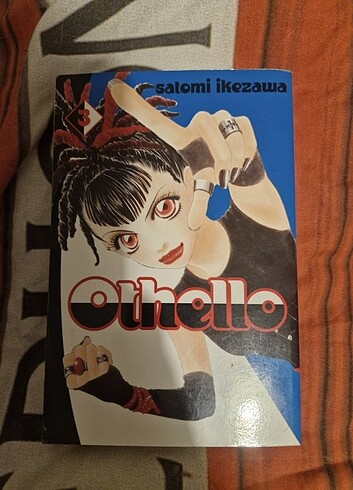 satomi ikezawa
3
Othello